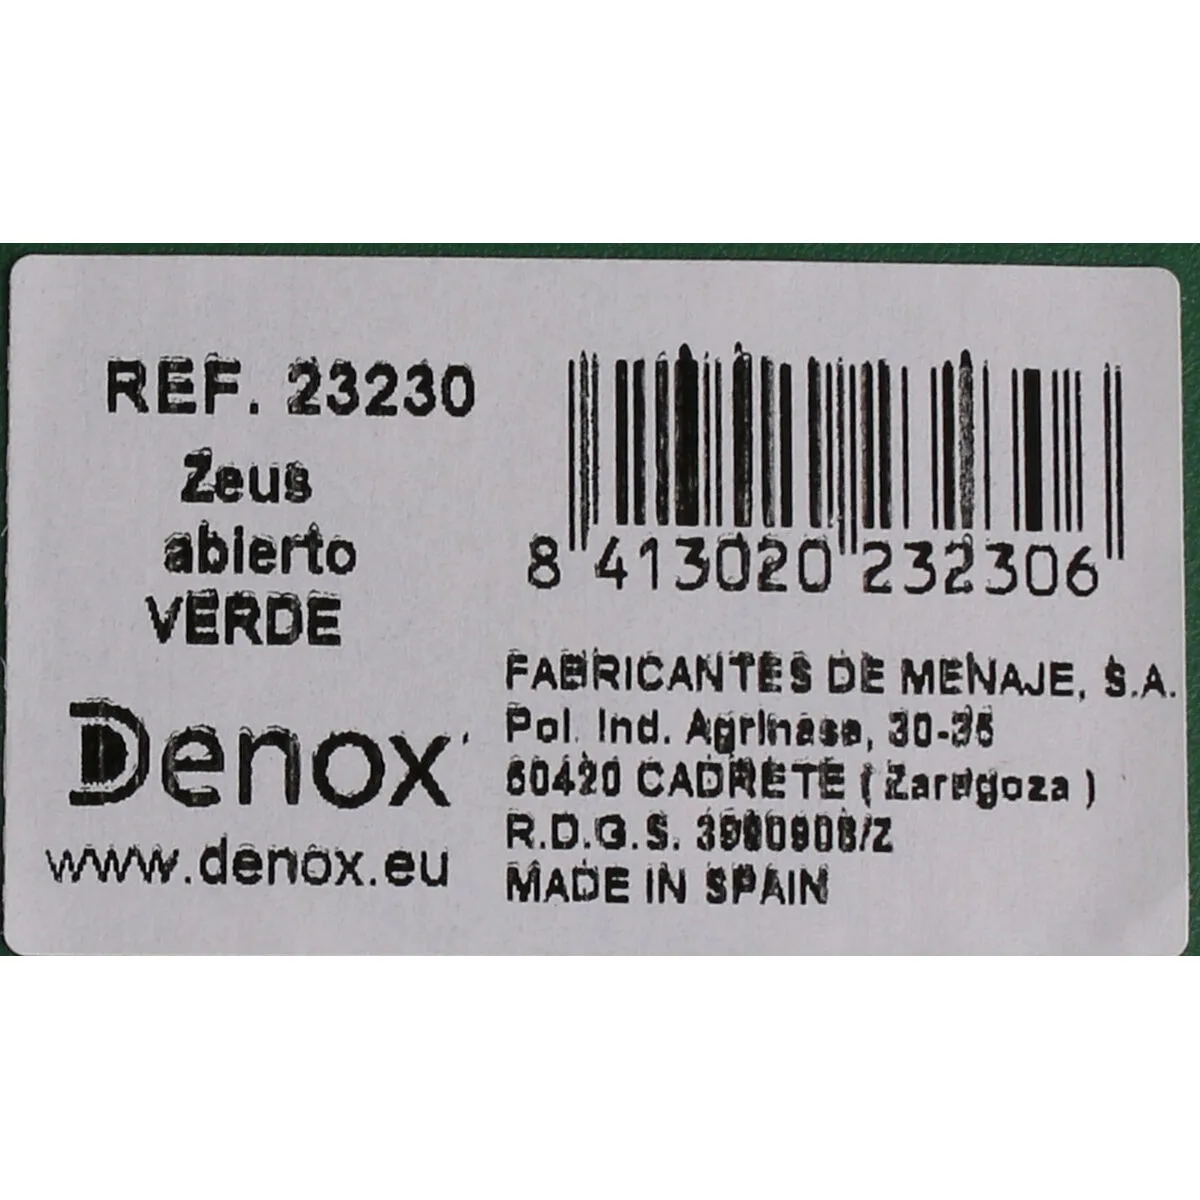 REF. 23230
Zeus
abierto
VERDE
Denox
www.denox.eu
8 413020 232306
FABRICANTES DE MENAJE, S.A.
Pol. Ind. Agrinasa, 30-35
50420 CADRETE ( Zaragoza )
R.D.G.S.
MADE IN SPAIN